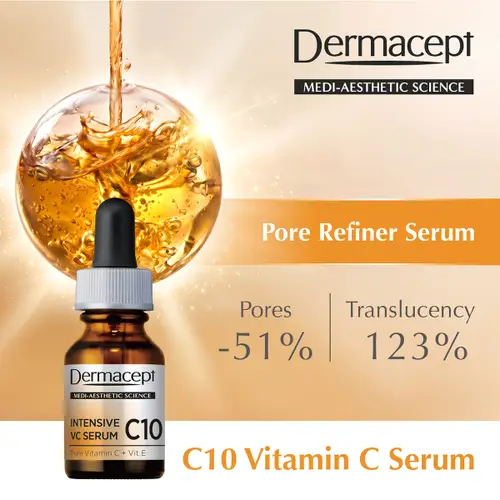 Dermacept
MEDI-AESTHETIC SCIENCE
Pore Refiner Serum
Pores
-51%
Translucency
123%
Dermacept
MEDI-AESTHETIC SCIENCE
INTENSIVE
VC SERUM C10
Pure Vitamin C + Vit.E
C10 Vitamin C Serum